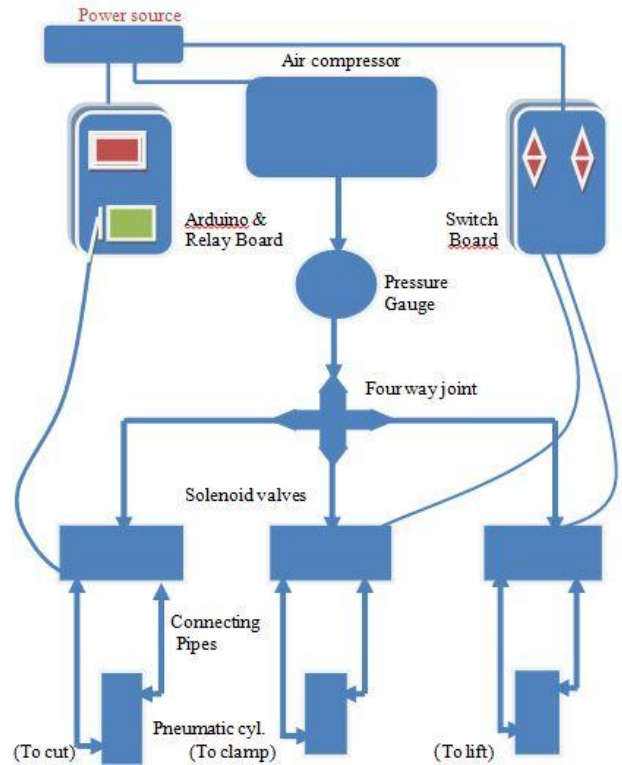 Power source
Air compressor
Arduino &
Relay Board
Switch
Board
Pressure
Gauge
Four way joint
Solenoid valves
Connecting
Pipes
Pneumatic cyl.
(To cut)
(To clamp)
(To lift)